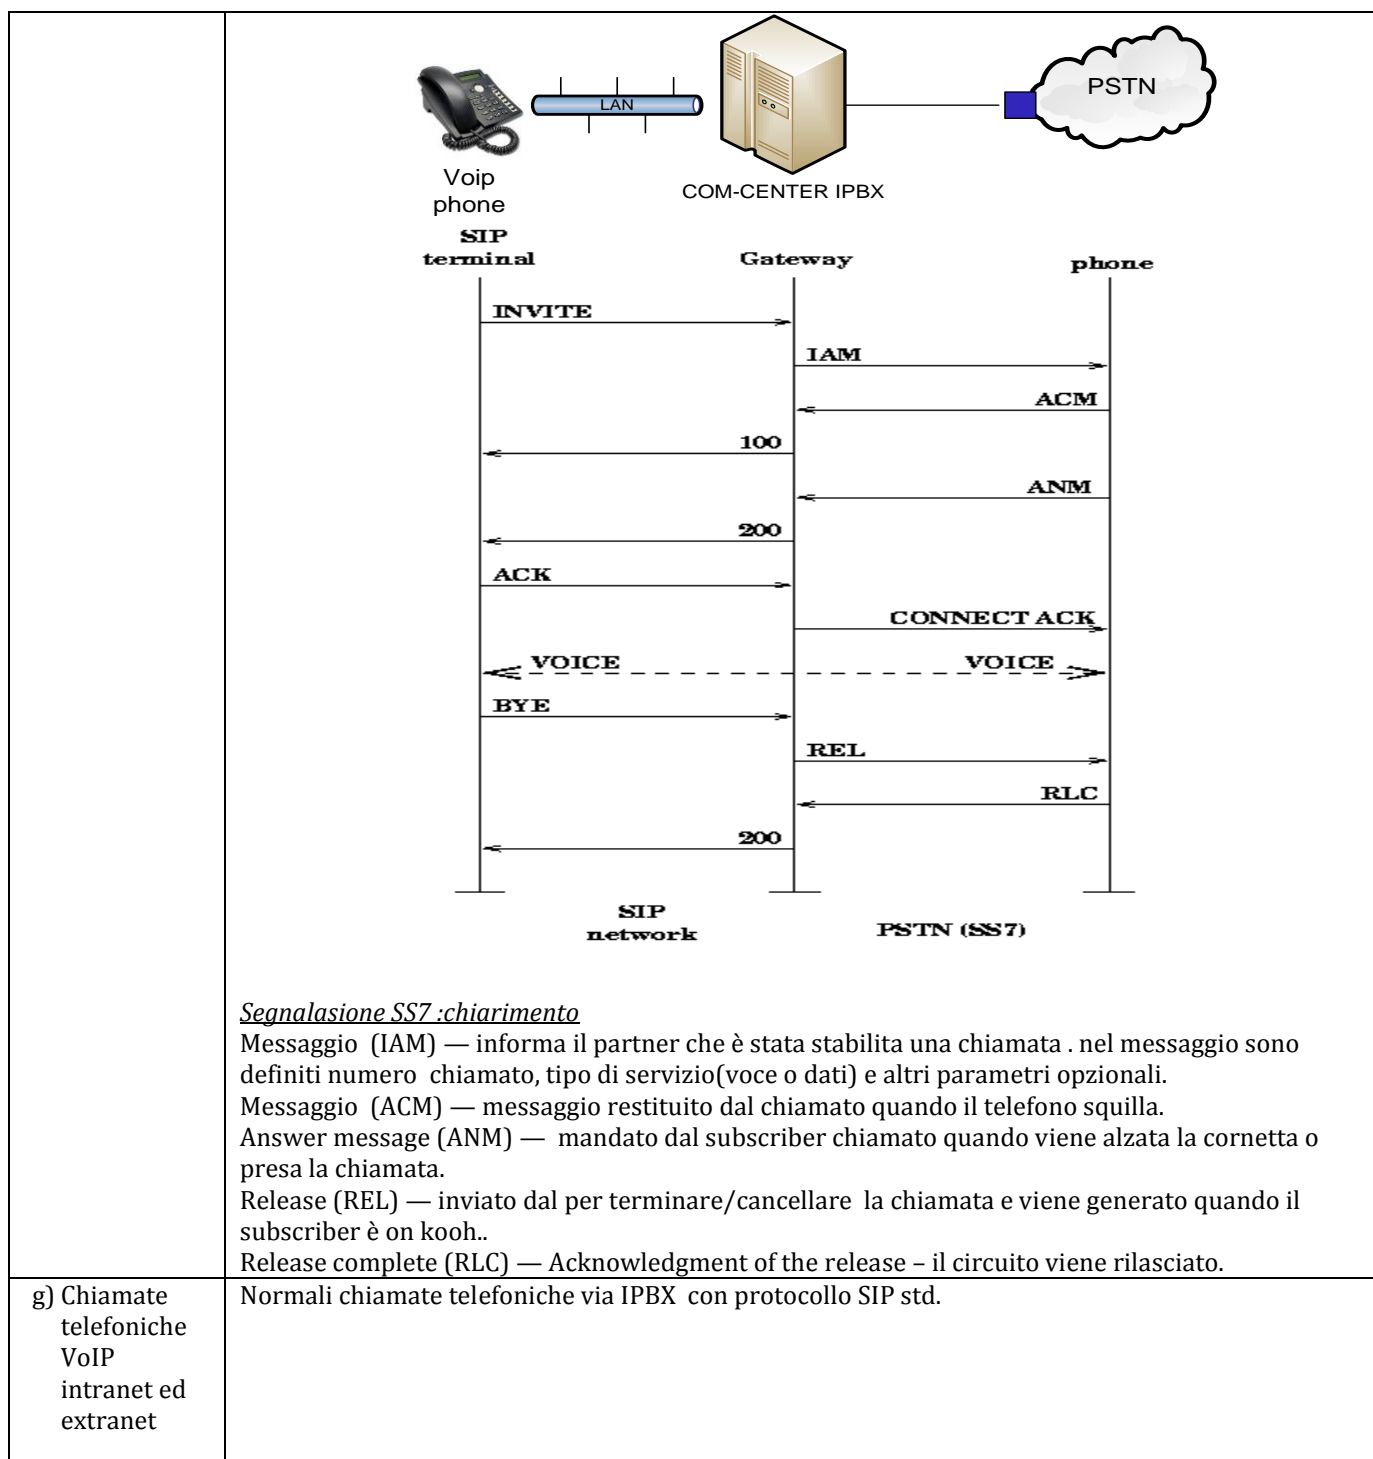 LAN
PSTN
Voip
phone
COM-CENTER IPBX
SIP
terminal
Gateway
phone
INVITE
IAM
ACM
100
ANM
200
ACK
CONNECT ACK
VOICE
VOICE
BYE
REL
RLC
200
SIP
network
PSTN (SS7)
Segnalasione SS7 :chiarimento
Messaggio (IAM) — informa il partner che è stata stabilita una chiamata . nel messaggio sono
definiti numero chiamato, tipo di servizio(voce o dati) e altri parametri opzionali.
Messaggio (ACM) — messaggio restituito dal chiamato quando il telefono squilla.
Answer message (ANM) — mandato dal subscriber chiamato quando viene alzata la cornetta o
presa la chiamata.
Release (REL) — inviato dal per terminare/cancellare la chiamata e viene generato quando il
subscriber è on kooh..
Release complete (RLC) — Acknowledgment of the release – il circuito viene rilasciato.
g) Chiamate
telefoniche
VoIP
intranet ed
extranet
Normali chiamate telefoniche via IPBX con protocollo SIP std.